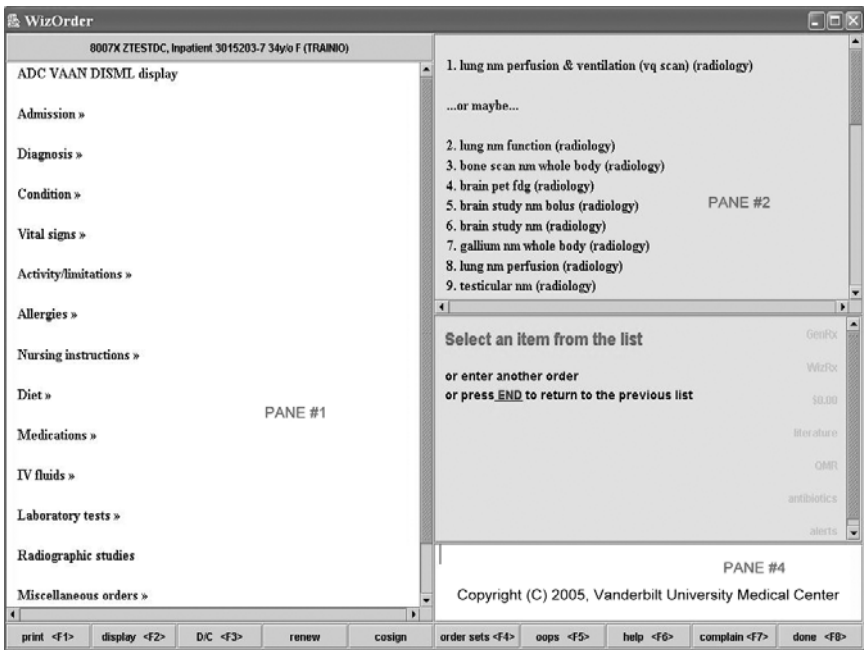 WizOrder
8007X ZTESTDC, Inpatient 3015203-7 34y/o F (TRAINIO)
ADC VAAN DISML display
Admission »
Diagnosis »
Condition »
Vital signs »
Activity/limitations »
Allergies »
Nursing instructions »
Diet »
PANE #1
Medications »
IV fluids »
Laboratory tests »
Radiographic studies
Miscellaneous orders »
1. lung nm perfusion & ventilation (vq scan) (radiology)
...or maybe...
2. lung nm function (radiology)
3. bone scan nm whole body (radiology)
4. brain pet fdg (radiology)
5. brain study nm bolus (radiology)
PANE #2
6. brain study nm (radiology)
7. gallium nm whole body (radiology)
8. lung nm perfusion (radiology)
9. testicular nm (radiology)
Select an item from the list
or enter another order
or press END to return to the previous list
GenRx
WizRx
$0.00
literature
QMR
antibiotics
alerts
PANE #4
Copyright (C) 2005, Vanderbilt University Medical Center
print <F1> display <F2> D/C <F3> renew cosign order sets <F4> oops <F5> help <F6> complain <F7> done <F8>